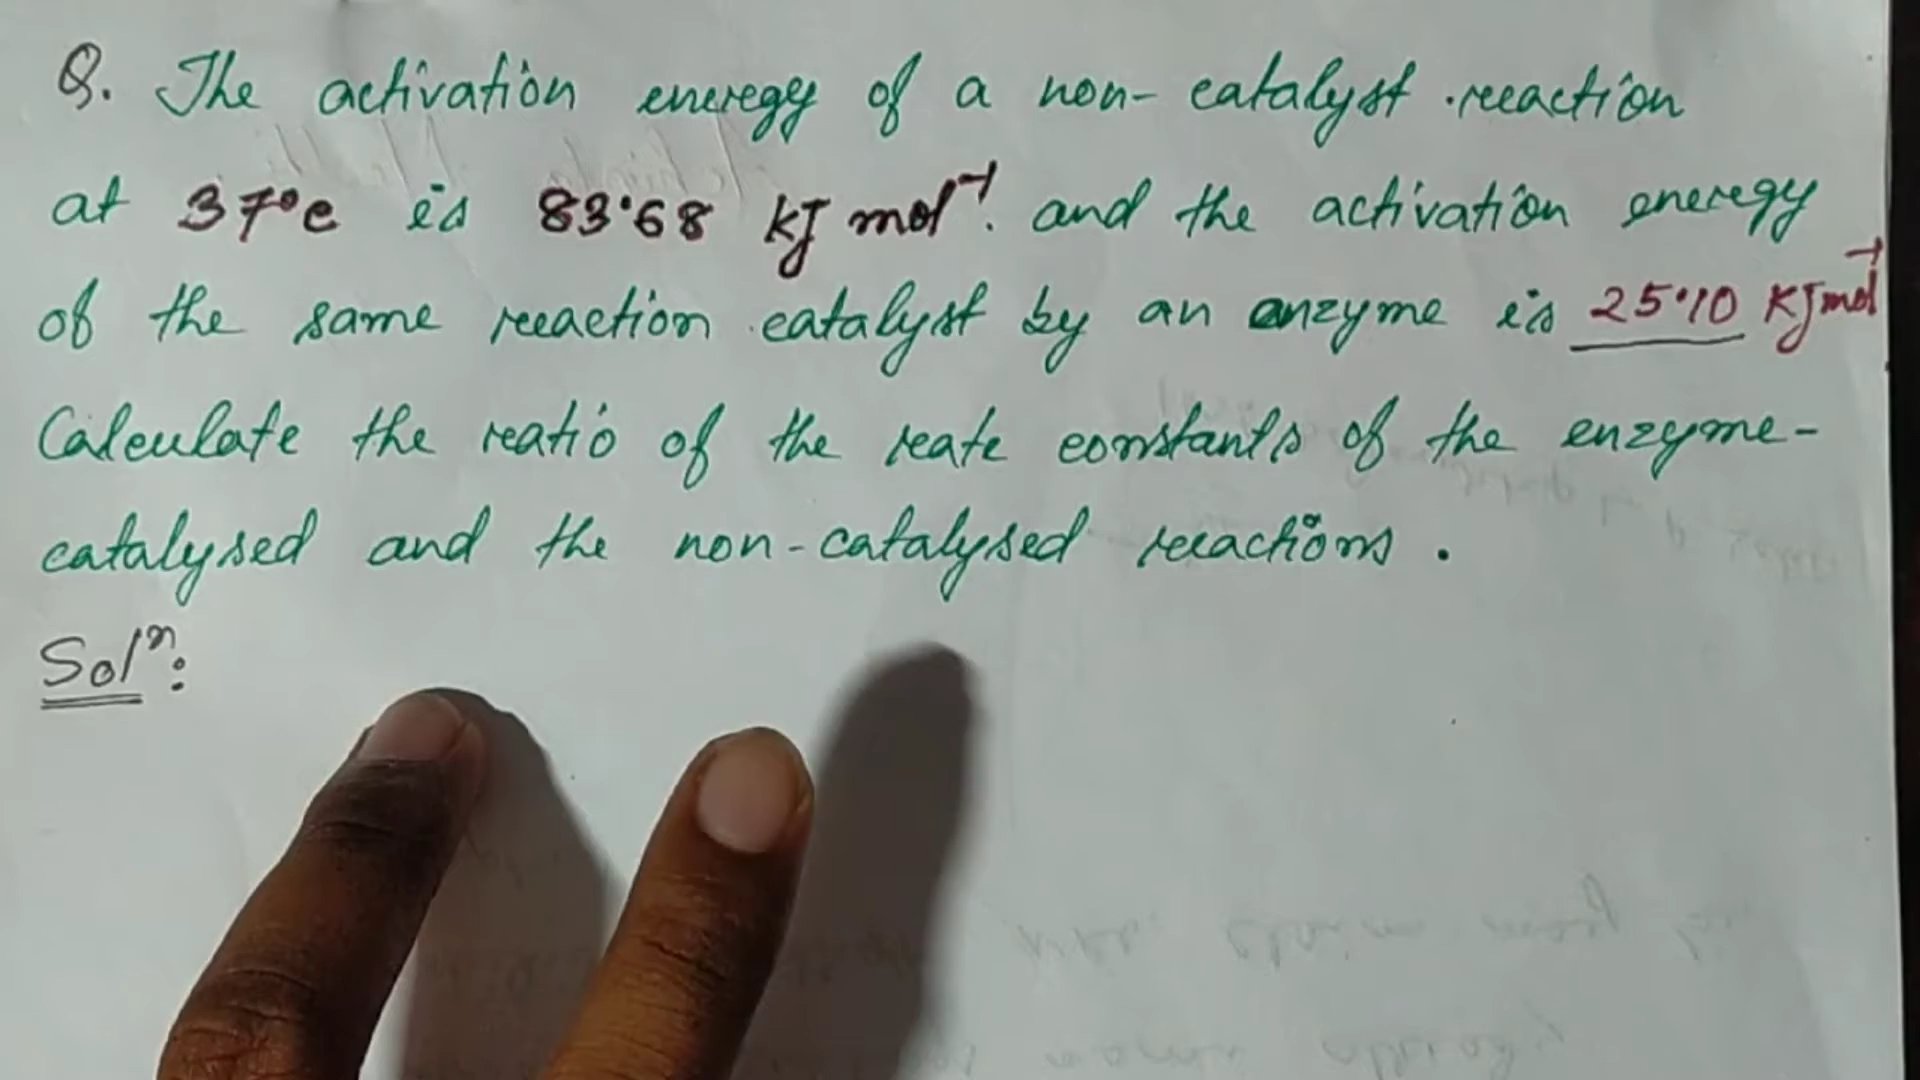 Q. The activation energy of a non-catalyst reaction
at 37°c is 83.68 kJ mol⁻¹. and the activation energy
of the same reaction catalyst by an enzyme is 25.10 KJmol⁻¹
Calculate the ratio of the rate constants of the enzyme-
catalysed and the non-catalysed reactions.
Solⁿ: